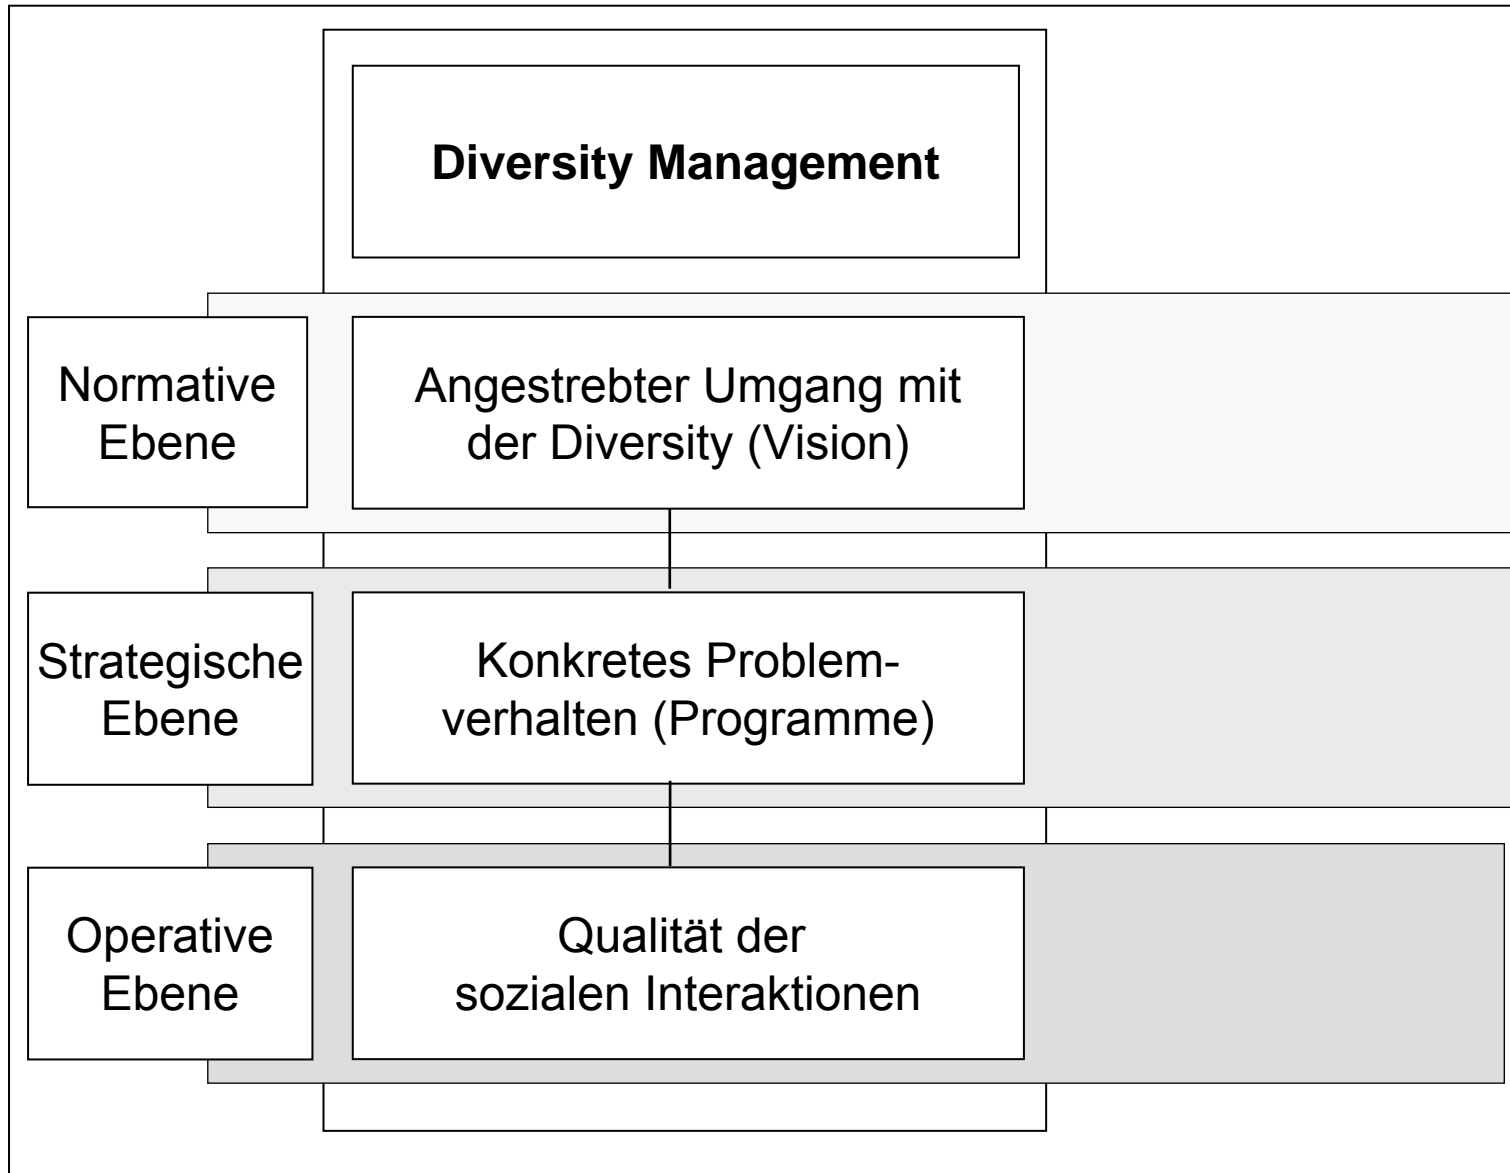 Diversity Management
Normative
Ebene
Angestrebter Umgang mit
der Diversity (Vision)
Strategische
Ebene
Konkretes Problem-
verhalten (Programme)
Operative
Ebene
Qualität der
sozialen Interaktionen